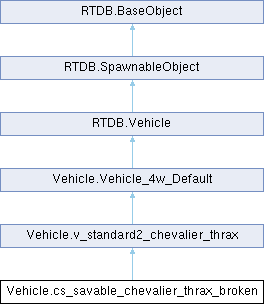 RTDB.BaseObject
RTDB.SpawnableObject
RTDB.Vehicle
Vehicle.Vehicle_4w_Default
Vehicle.v_standard2_chevalier_thrax
Vehicle.cs_savable_chevalier_thrax_broken